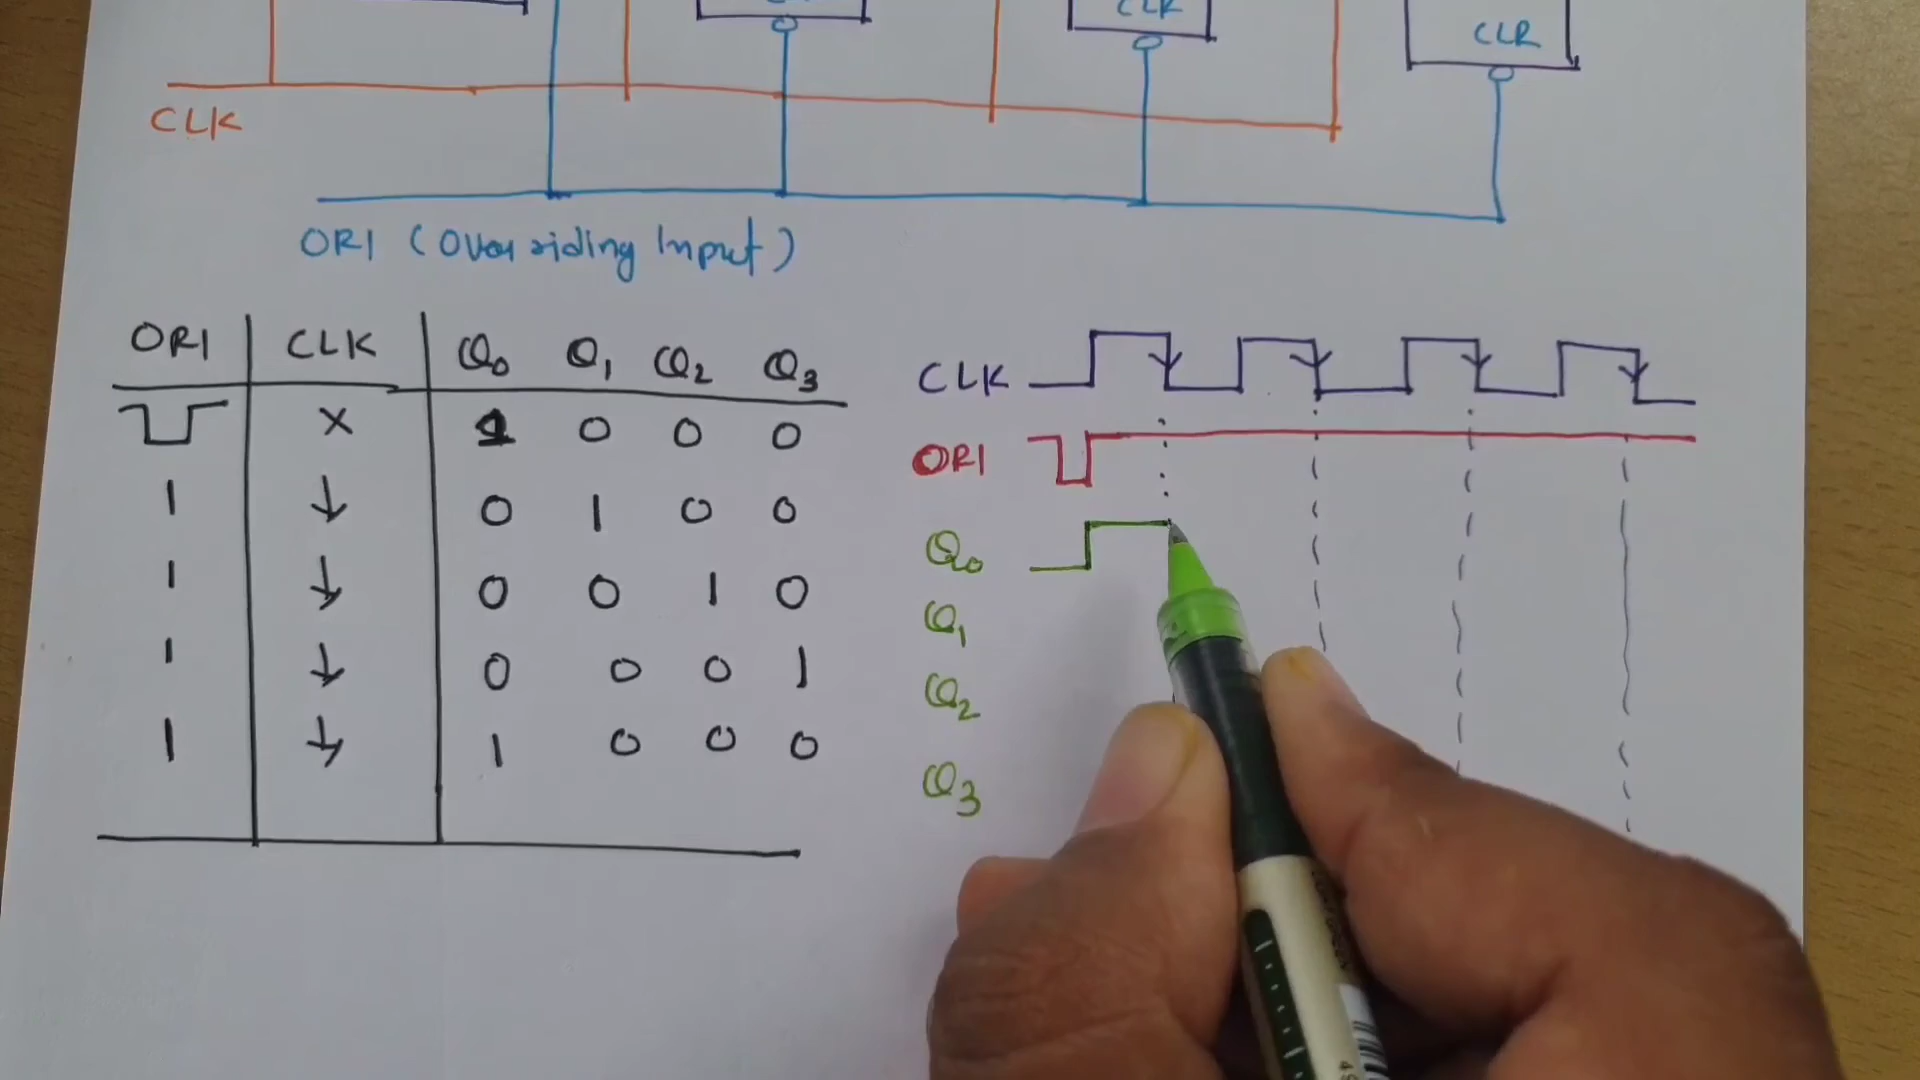 CLK CLR
CLK
ORI (Overriding Input)
ORI CLK Q0 Q1 Q2 Q3
X 1 0 0 0
1 ↓ 0 1 0 0
1 ↓ 0 0 1 0
1 ↓ 0 0 0 1
1 ↓ 1 0 0 0
CLK
ORI
Q0
Q1
Q2
Q3